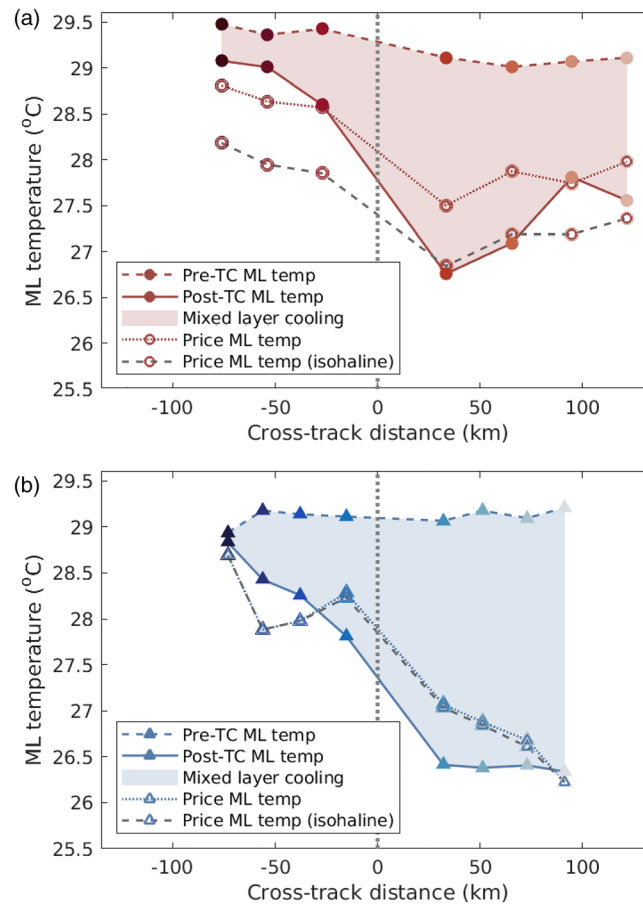 (a)
29.5
29
28.5
28
27.5
27
26.5
26
25.5
ML temperature (°C)
Pre-TC ML temp
Post-TC ML temp
Mixed layer cooling
Price ML temp
Price ML temp (isohaline)
-100 -50 0 50 100
Cross-track distance (km)
(b)
29.5
29
28.5
28
27.5
27
26.5
26
25.5
ML temperature (°C)
Pre-TC ML temp
Post-TC ML temp
Mixed layer cooling
Price ML temp
Price ML temp (isohaline)
-100 -50 0 50 100
Cross-track distance (km)